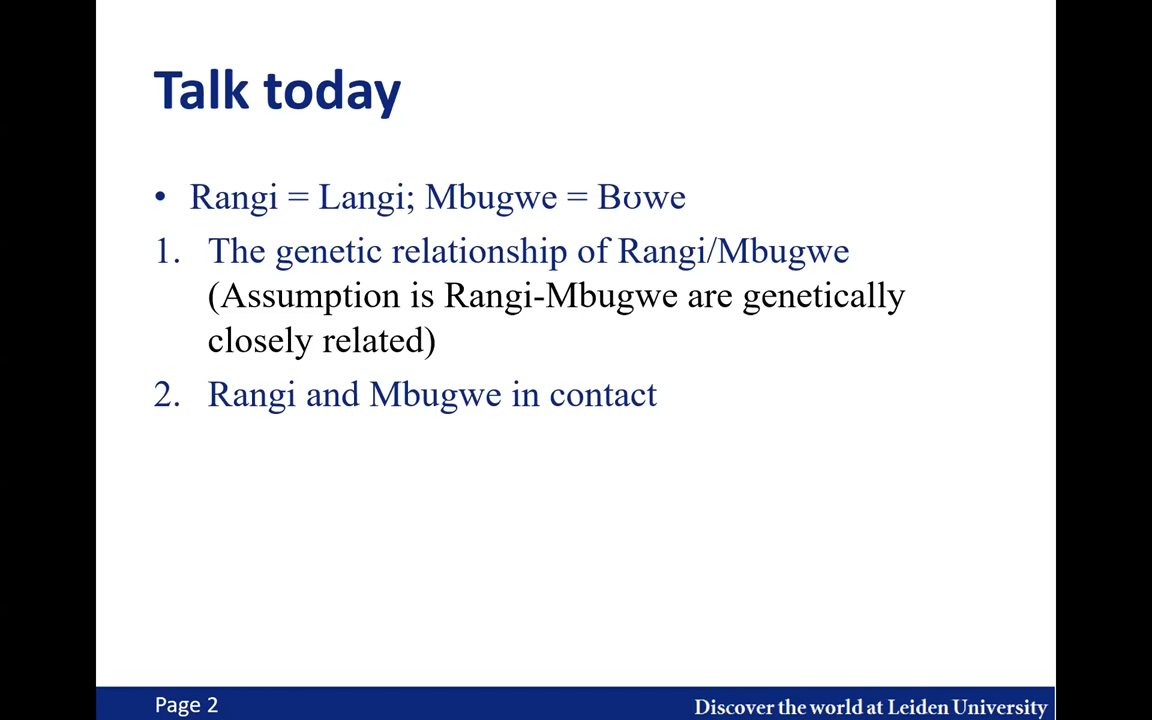 Talk today
• Rangi = Langi; Mbugwe = Bʊwe
1. The genetic relationship of Rangi/Mbugwe
(Assumption is Rangi-Mbugwe are genetically
closely related)
2. Rangi and Mbugwe in contact
Page 2
Discover the world at Leiden University